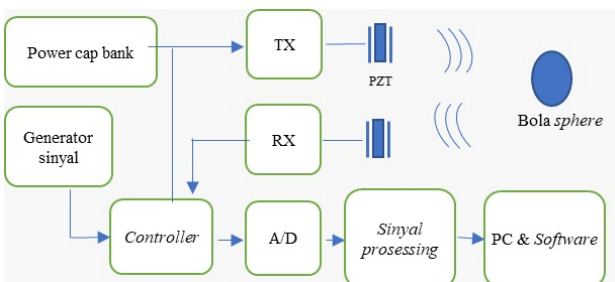 Power cap bank
TX
PZT
Bola sphere
Generator
sinyal
RX
Controller
A/D
Sinyal
prosessing
PC & Software